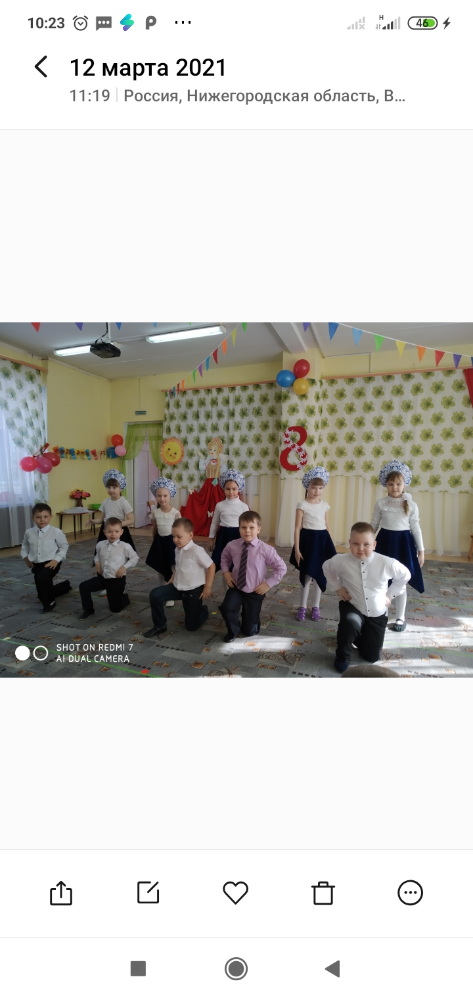 10:23
H
46
12 марта 2021
11:19 Россия, Нижегородская область, В...
8
SHOT ON REDMI 7
AI DUAL CAMERA